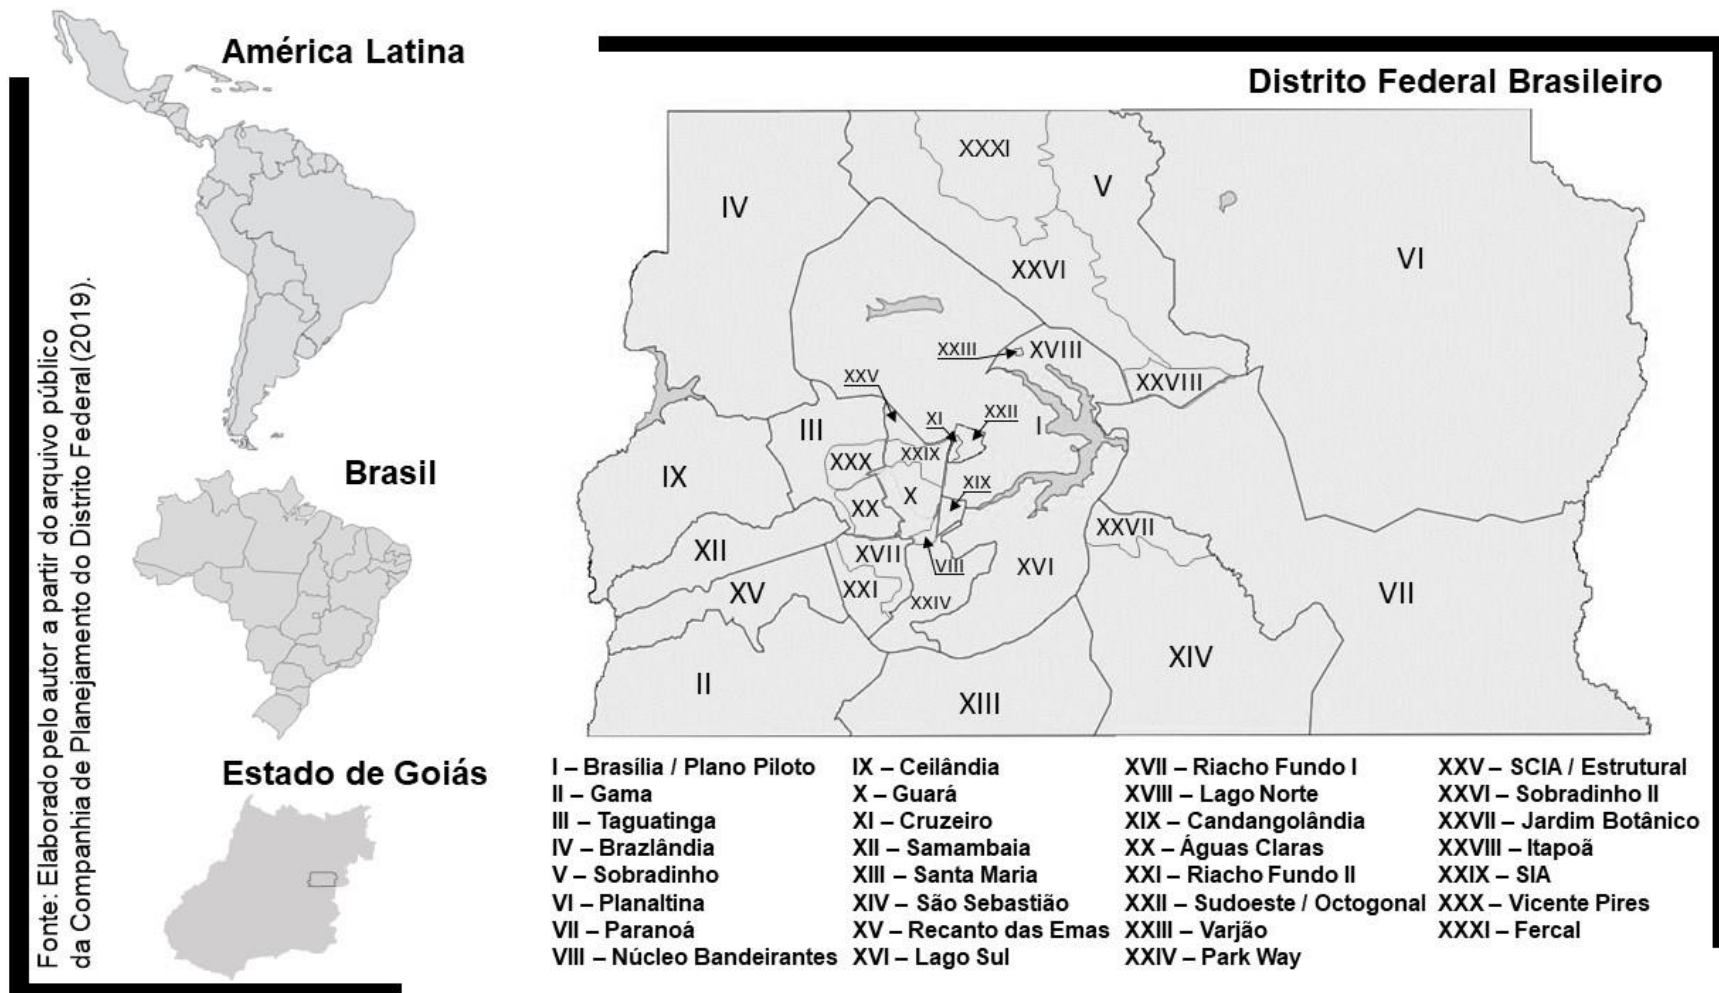 América Latina
Brasil
Estado de Goiás
Fonte: Elaborado pelo autor a partir do arquivo público
da Companhia de Planejamento do Distrito Federal (2019).
Distrito Federal Brasileiro
XXXI
V
IV
VI
XXVI
XXIII
XVIII
XXV
XXVIII
XI
XXII
I
III
XXX
XXIX
IX
X
XIX
XX
XXVII
XII
XVII
VIII
XVI
XV
XXI
XXIV
VII
XIV
II
XIII
I – Brasília / Plano Piloto
II – Gama
III – Taguatinga
IV – Brazlândia
V – Sobradinho
VI – Planaltina
VII – Paranoá
VIII – Núcleo Bandeirantes
IX – Ceilândia
X – Guará
XI – Cruzeiro
XII – Samambaia
XIII – Santa Maria
XIV – São Sebastião
XV – Recanto das Emas
XVI – Lago Sul
XVII – Riacho Fundo I
XVIII – Lago Norte
XIX – Candangolândia
XX – Águas Claras
XXI – Riacho Fundo II
XXII – Sudoeste / Octogonal
XXIII – Varjão
XXIV – Park Way
XXV – SCIA / Estrutural
XXVI – Sobradinho II
XXVII – Jardim Botânico
XXVIII – Itapoã
XXIX – SIA
XXX – Vicente Pires
XXXI – Fercal